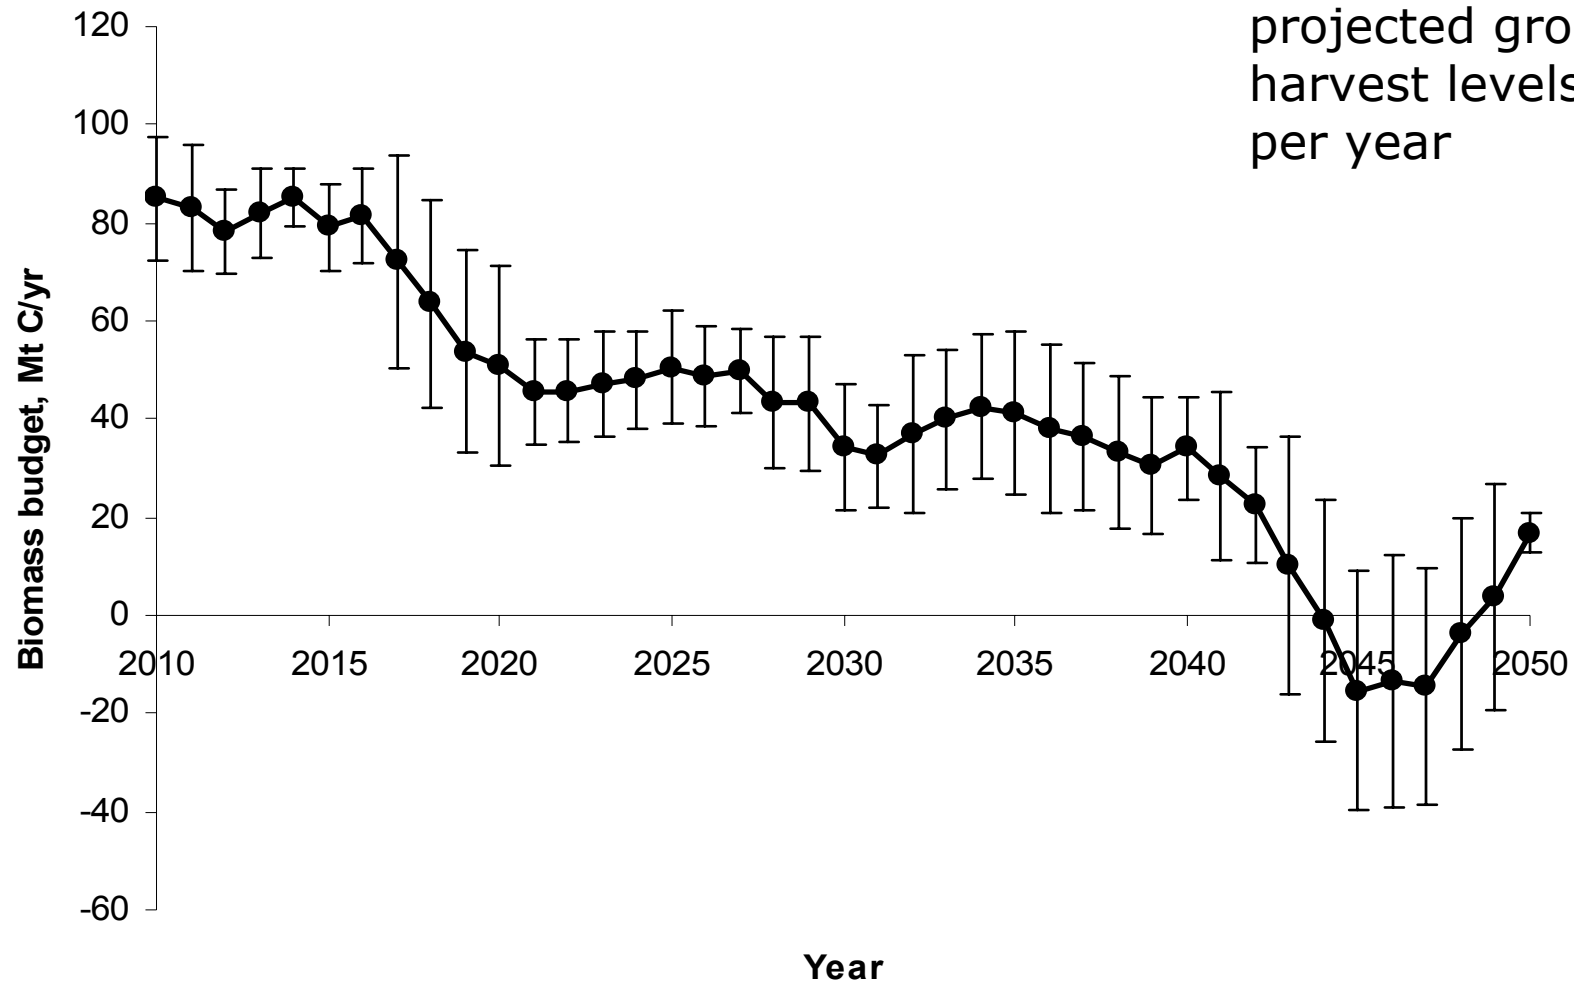 projected gro
harvest levels
per year
120
100
80
60
40
20
0
-20
-40
-60
Biomass budget, Mt C/yr
2010 2015 2020 2025 2030 2035 2040 2045 2050
Year